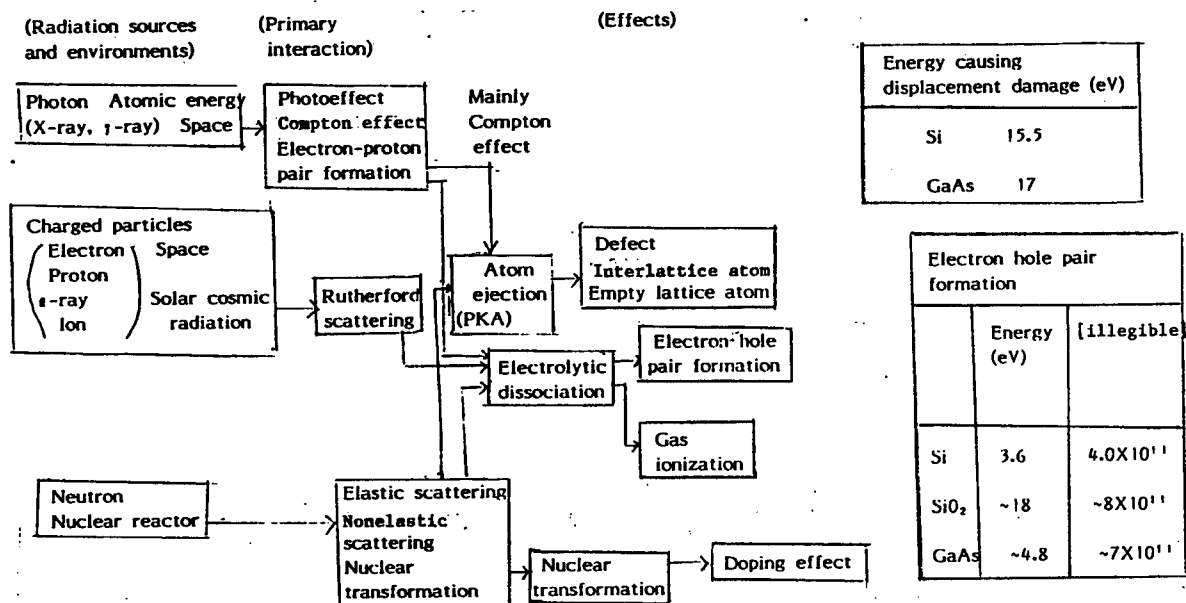 (Radiation sources
and environments)
(Primary
interaction)
(Effects)
Photon Atomic energy
(X-ray, γ-ray) Space
Photoeffect
Compton effect
Electron-proton
pair formation
Mainly
Compton
effect
Charged particles
Electron Space
Proton
-ray Solar cosmic
Ion radiation
Rutherford
scattering
Atom
ejection
(PKA)
Defect
Interlattice atom
Empty lattice atom
Electrolytic
dissociation
Electron-hole
pair formation
Gas
ionization
Neutron
Nuclear reactor
Elastic scattering
Nonelastic
scattering
Nuclear
transformation
Nuclear
transformation
Doping effect
Energy causing
displacement damage (eV)
Si 15.5
GaAs 17
Electron hole pair
formation
Energy [illegible]
(eV)
Si 3.6 4.0X10¹¹
SiO₂ ~18 ~8X10¹¹
GaAs ~4.8 ~7X10¹¹